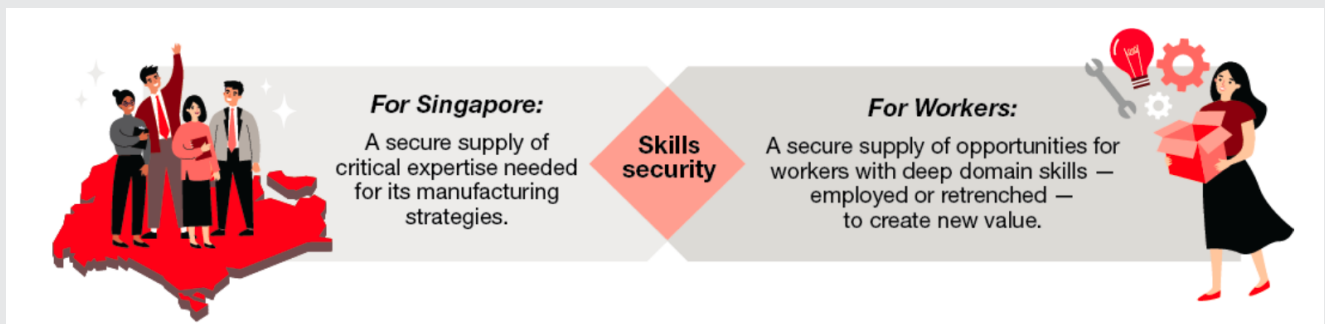 For Singapore:
A secure supply of
critical expertise needed
for its manufacturing
strategies.
Skills
security
For Workers:
A secure supply of opportunities for
workers with deep domain skills —
employed or retrenched —
to create new value.